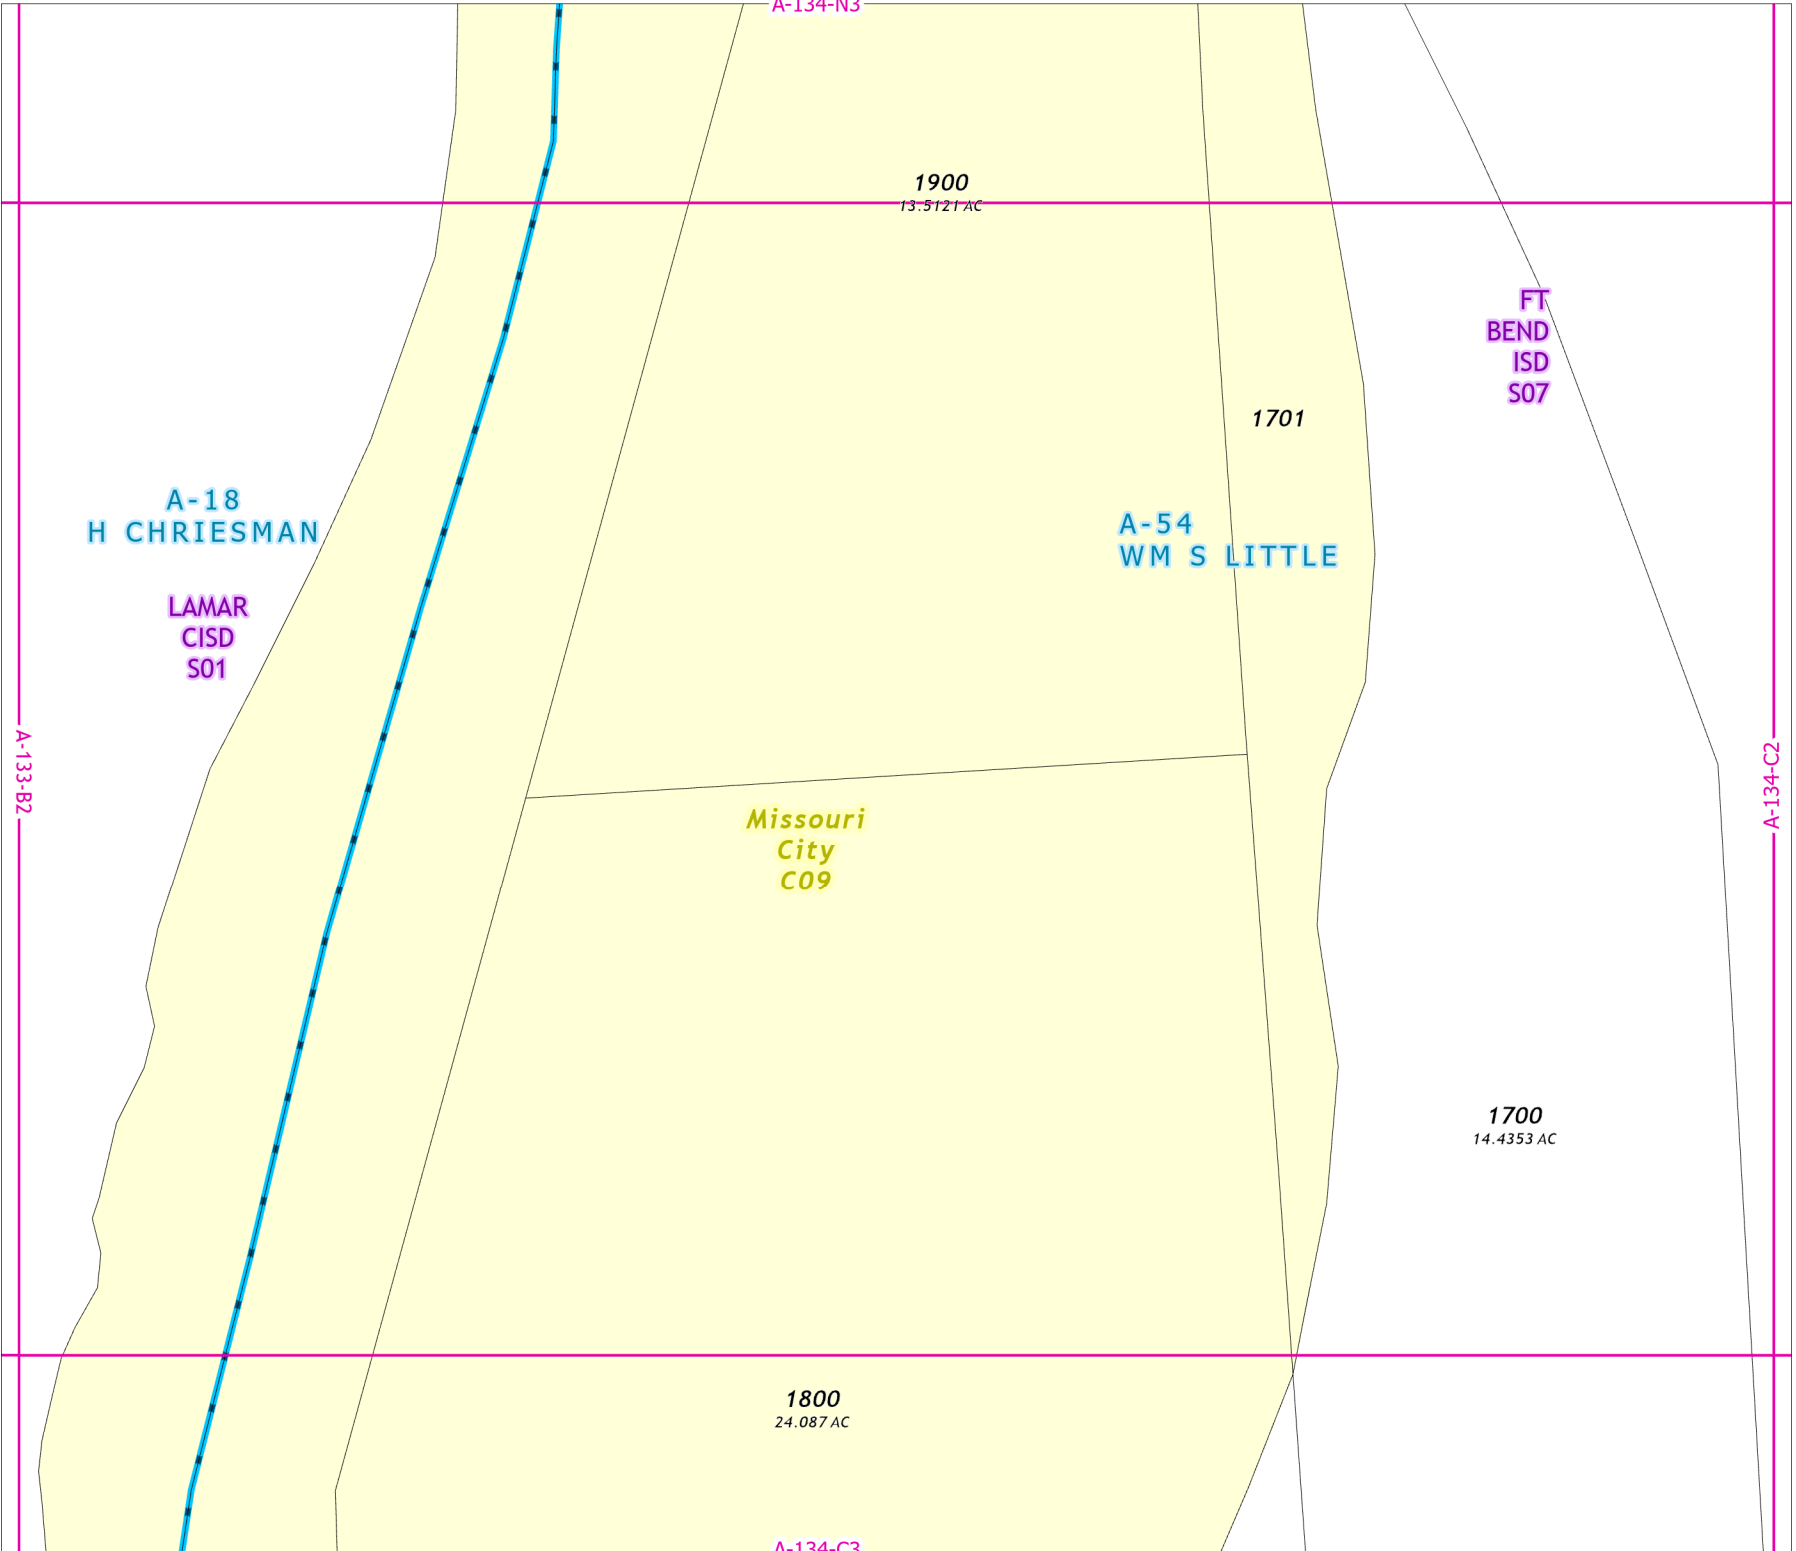 A-134-N3
1900
13.5121 AC
FT
BEND
ISD
S07
1701
A-18
H CHRIESMAN
A-54
WM S LITTLE
LAMAR
CISD
S01
A-133-B2
A-134-C2
Missouri
City
C09
1700
14.4353 AC
1800
24.087 AC
A-134-C3